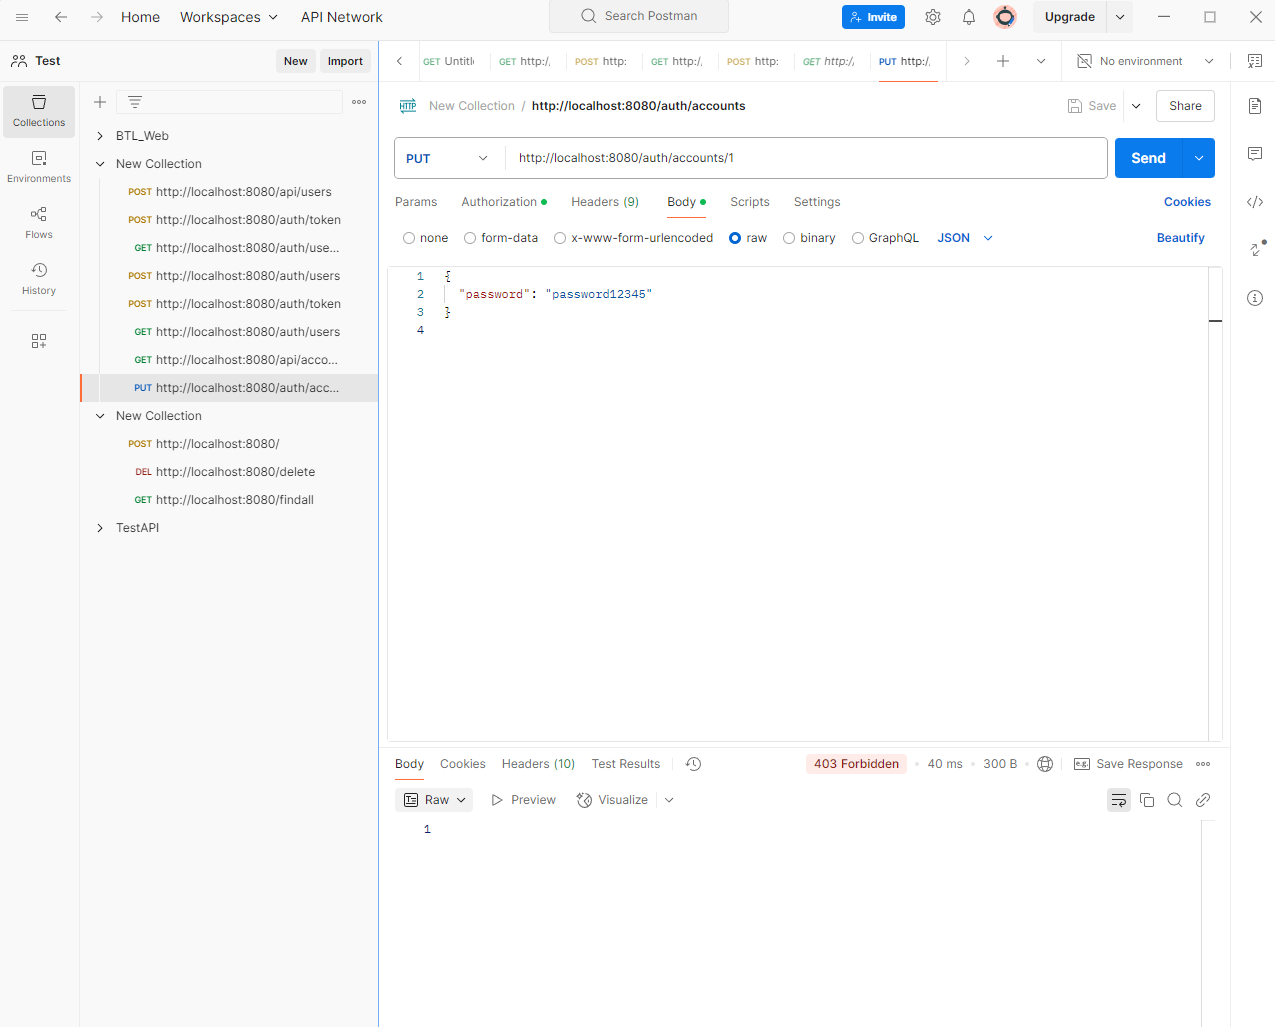 Home Workspaces API Network Search Postman Invite Upgrade
Test New Import
GET Untitl GET http:/ POST http: GET http:/ POST http: GET http:/ PUT http:/ No environment
Collections
Environments
Flows
History
BTL_Web
New Collection
POST http://localhost:8080/api/users
POST http://localhost:8080/auth/token
GET http://localhost:8080/auth/use...
POST http://localhost:8080/auth/users
POST http://localhost:8080/auth/token
GET http://localhost:8080/auth/users
GET http://localhost:8080/api/acco...
PUT http://localhost:8080/auth/acc...
New Collection
POST http://localhost:8080/
DEL http://localhost:8080/delete
GET http://localhost:8080/findall
TestAPI
HTTP New Collection / http://localhost:8080/auth/accounts Save Share
PUT http://localhost:8080/auth/accounts/1 Send
Params Authorization Headers (9) Body Scripts Settings Cookies
none form-data x-www-form-urlencoded raw binary GraphQL JSON Beautify
1 {
2 "password": "password12345"
3 }
4
Body Cookies Headers (10) Test Results 403 Forbidden • 40 ms • 300 B • e.g. Save Response
Raw Preview Visualize
1